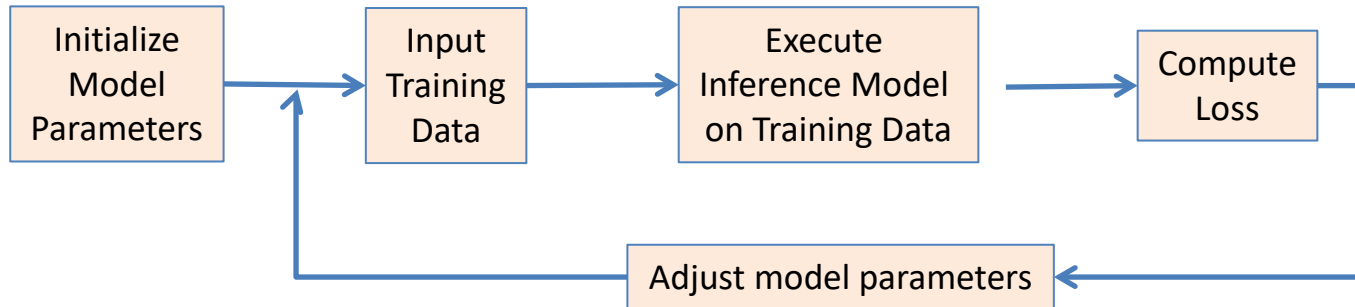 Initialize
Model
Parameters
Input
Training
Data
Execute
Inference Model
on Training Data
Compute
Loss
Adjust model parameters